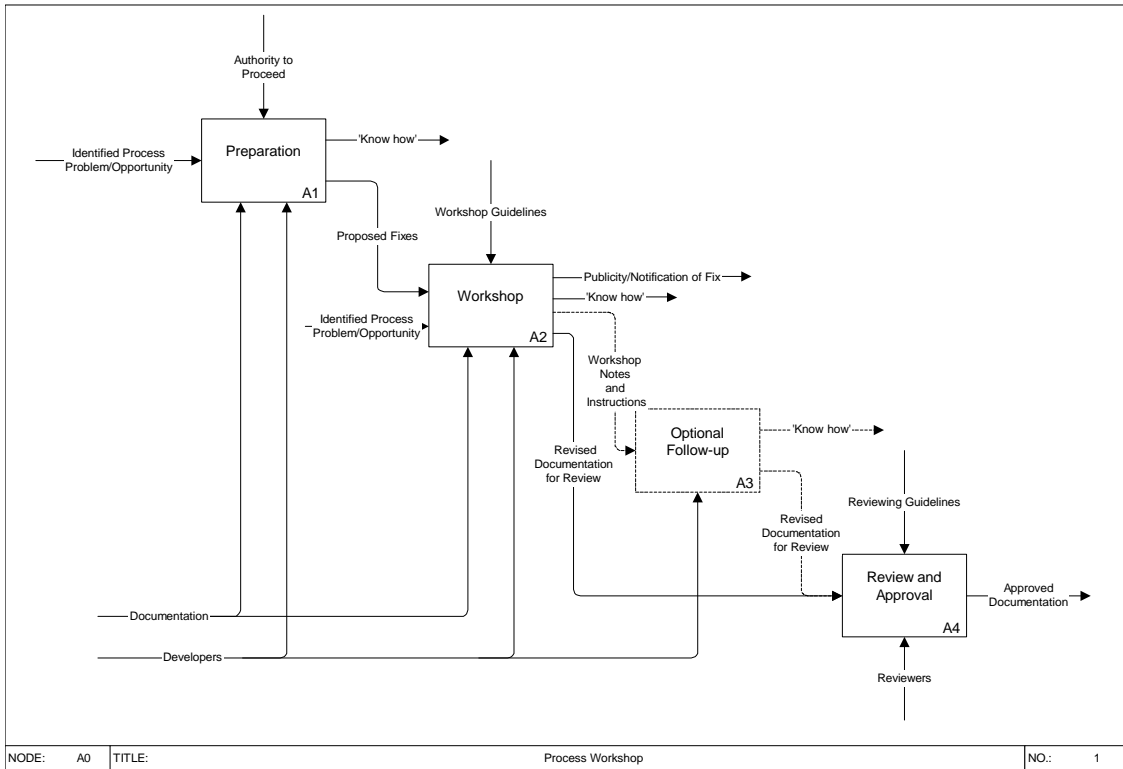 Authority to
Proceed
'Know how'
Identified Process
Problem/Opportunity
Preparation
A1
Workshop Guidelines
Proposed Fixes
Publicity/Notification of Fix
Workshop
'Know how'
Identified Process
Problem/Opportunity
A2
Workshop
Notes
and
Instructions
'Know how'
Optional
Follow-up
Revised
Documentation
for Review
A3
Reviewing Guidelines
Revised
Documentation
for Review
Review and
Approval
Approved
Documentation
A4
Documentation
Developers
Reviewers
NODE: A0 TITLE: Process Workshop NO.: 1